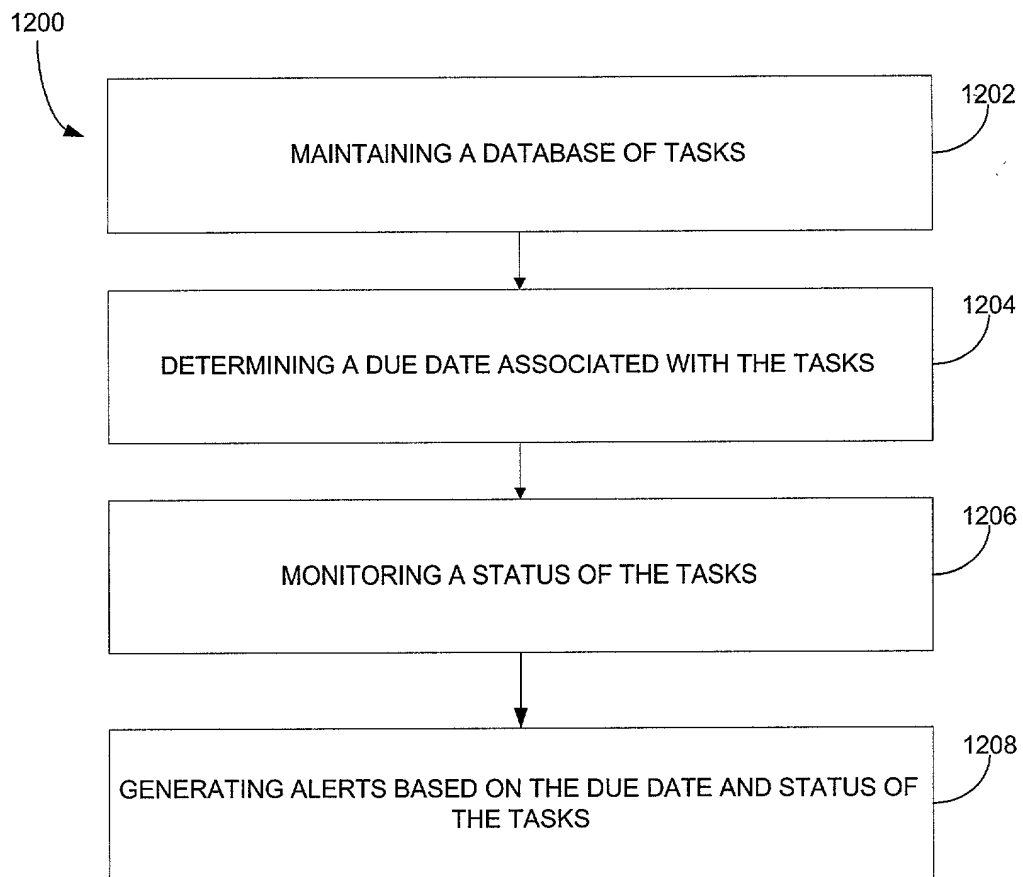 1200
1202
MAINTAINING A DATABASE OF TASKS
1204
DETERMINING A DUE DATE ASSOCIATED WITH THE TASKS
1206
MONITORING A STATUS OF THE TASKS
1208
GENERATING ALERTS BASED ON THE DUE DATE AND STATUS OF
THE TASKS